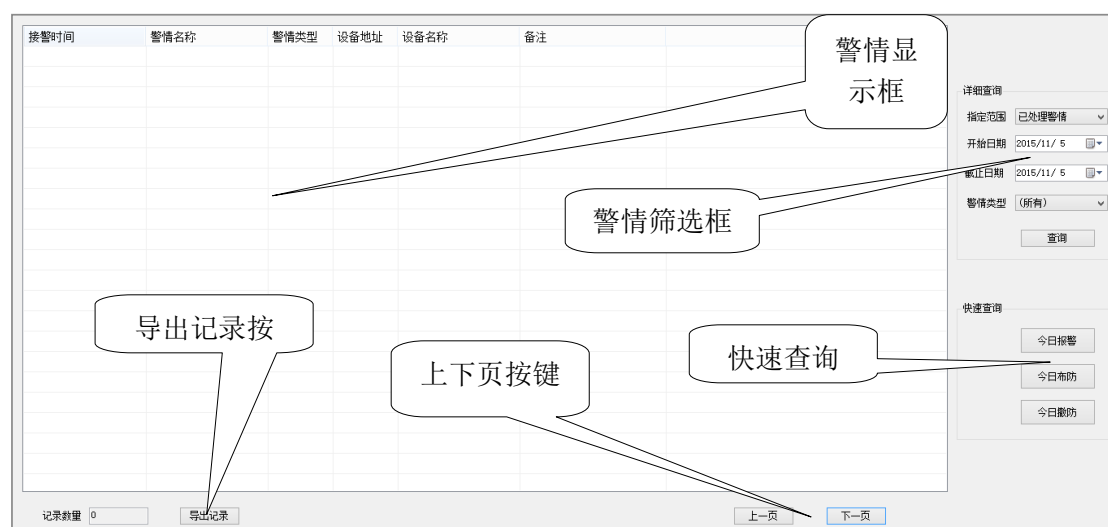 接警时间 警情名称 警情类型 设备地址 设备名称 备注
警情显
示框
详细查询
指定范围 已处理警情
开始日期 2015/11/ 5
截止日期 2015/11/ 5
警情类型 (所有)
警情筛选框
查询
快速查询
导出记录按
今日报警
快速查询
上下页按键
今日布防
今日撤防
记录数量 0 导出记录 上一页 下一页